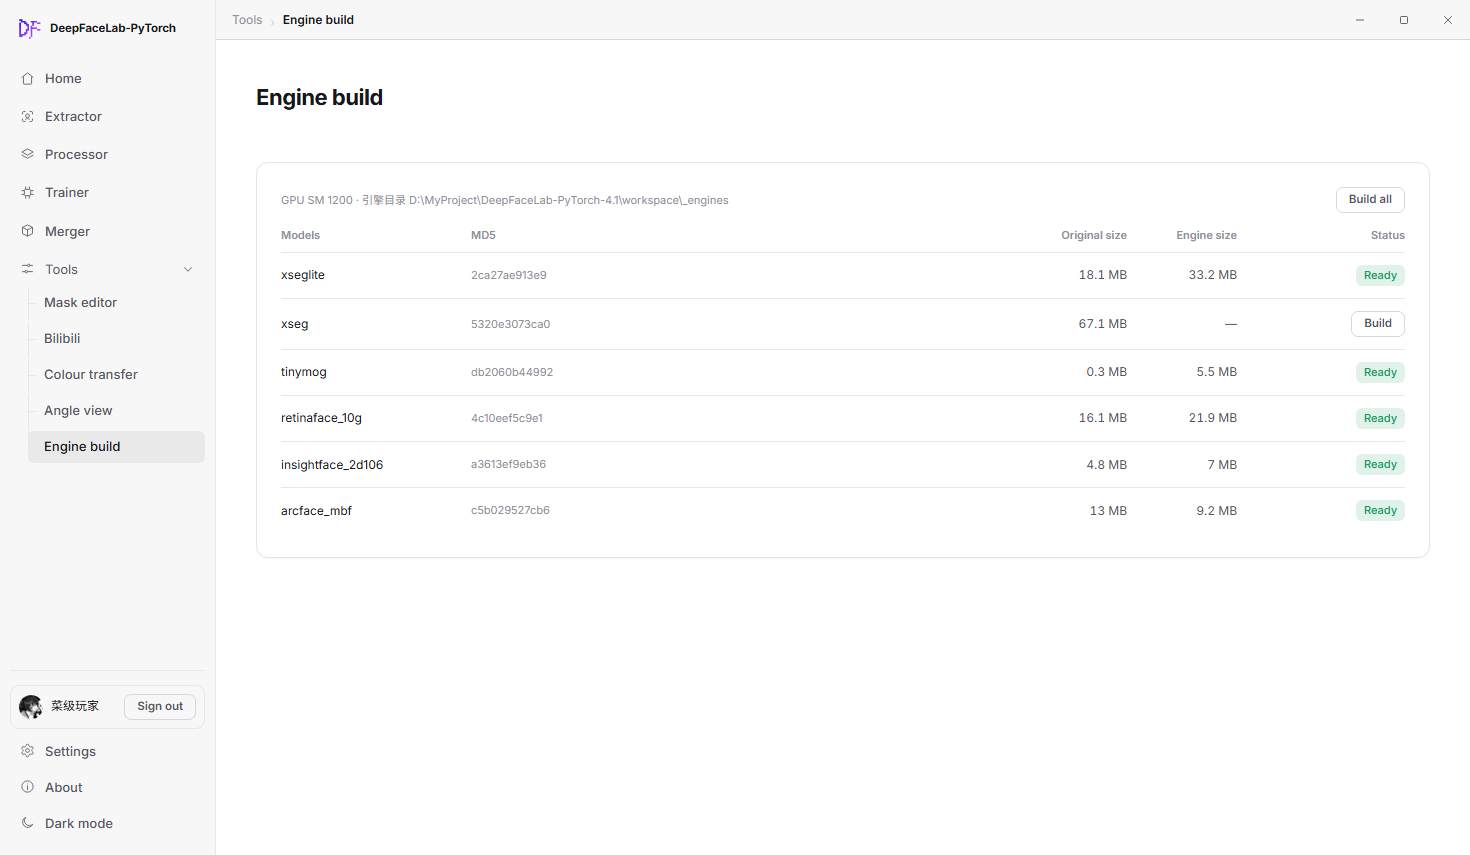 DF DeepFaceLab-PyTorch
Tools › Engine build
Home
Extractor
Processor
Trainer
Merger
Tools
Mask editor
Bilibili
Colour transfer
Angle view
Engine build
菜级玩家 Sign out
Settings
About
Dark mode
Engine build
GPU SM 1200 · 引擎目录 D:\MyProject\DeepFaceLab-PyTorch-4.1\workspace\_engines Build all
Models MD5 Original size Engine size Status
xseglite 2ca27ae913e9 18.1 MB 33.2 MB Ready
xseg 5320e3073ca0 67.1 MB — Build
tinymog db2060b44992 0.3 MB 5.5 MB Ready
retinaface_10g 4c10eef5c9e1 16.1 MB 21.9 MB Ready
insightface_2d106 a3613ef9eb36 4.8 MB 7 MB Ready
arcface_mbf c5b029527cb6 13 MB 9.2 MB Ready